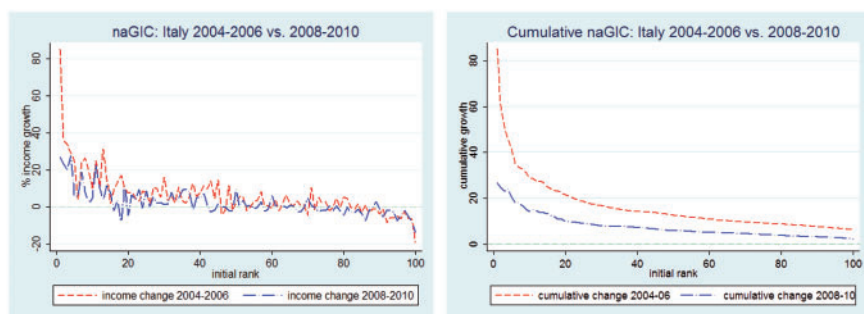 naGIC: Italy 2004-2006 vs. 2008-2010
% income growth
80
60
40
20
0
-20
0 20 40 60 80 100
initial rank
income change 2004-2006 income change 2008-2010
Cumulative naGIC: Italy 2004-2006 vs. 2008-2010
cumulative growth
80
60
40
20
0
0 20 40 60 80 100
initial rank
cumulative change 2004-06 cumulative change 2008-10